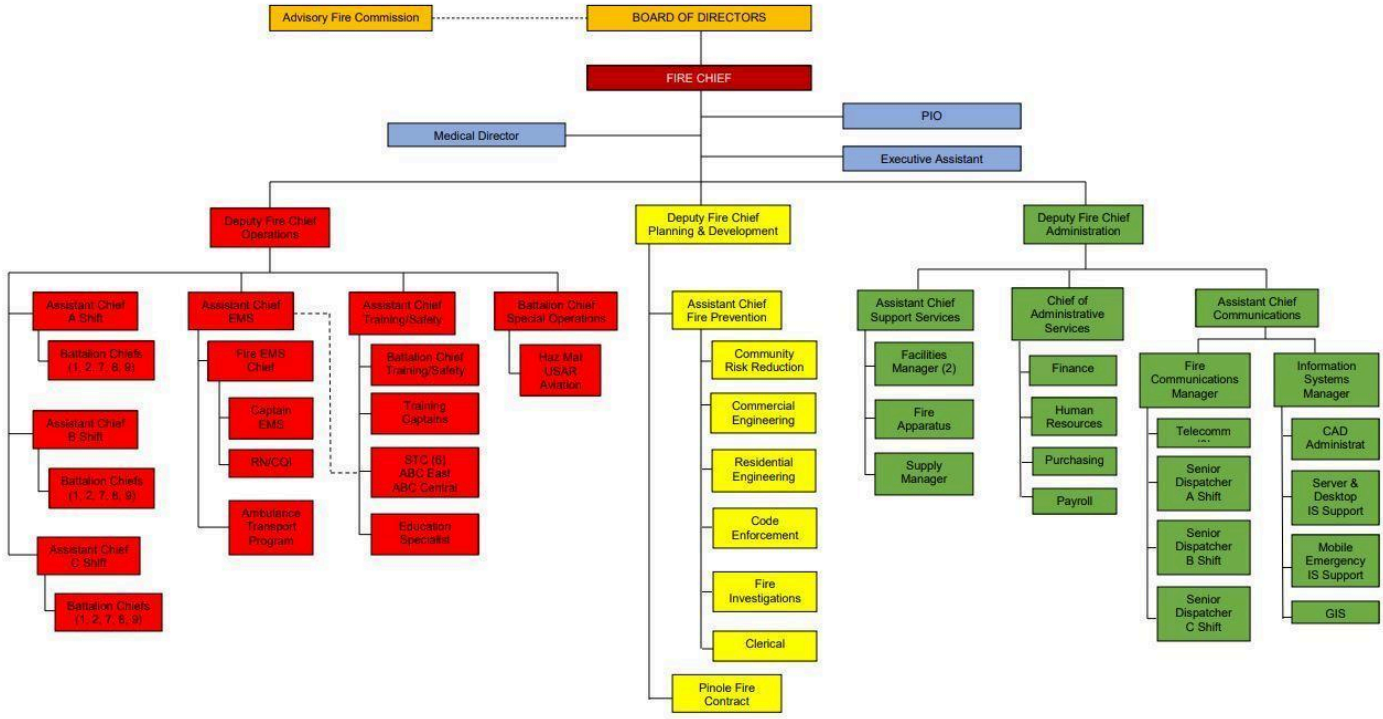 Advisory Fire Commission
BOARD OF DIRECTORS
FIRE CHIEF
PIO
Medical Director
Executive Assistant
Deputy Fire Chief
Operations
Deputy Fire Chief
Planning & Development
Deputy Fire Chief
Administration
Assistant Chief
A Shift
Battalion Chiefs
(1, 2, 7, 8, 9)
Assistant Chief
B Shift
Battalion Chiefs
(1, 2, 7, 8, 9)
Assistant Chief
C Shift
Battalion Chiefs
(1, 2, 7, 8, 9)
Assistant Chief
EMS
Fire EMS
Chief
Captain
EMS
RN/CQI
Ambulance
Transport
Program
Assistant Chief
Training/Safety
Battalion Chief
Training/Safety
Training
Captains
STC (6)
ABC East
ABC Central
Education
Specialist
Battalion Chief
Special Operations
Haz Mat
USAR
Aviation
Assistant Chief
Fire Prevention
Community
Risk Reduction
Commercial
Engineering
Residential
Engineering
Code
Enforcement
Fire
Investigations
Clerical
Pinole Fire
Contract
Assistant Chief
Support Services
Facilities
Manager (2)
Fire
Apparatus
Supply
Manager
Chief
of Administrative
Services
Finance
Human
Resources
Purchasing
Payroll
Assistant Chief
Communications
Fire
Communications
Manager
Telecomm
Senior
Dispatcher
A Shift
Senior
Dispatcher
B Shift
Senior
Dispatcher
C Shift
Information
Systems
Manager
CAD
Administrat
Server &
Desktop
IS Support
Mobile
Emergency
IS Support
GIS